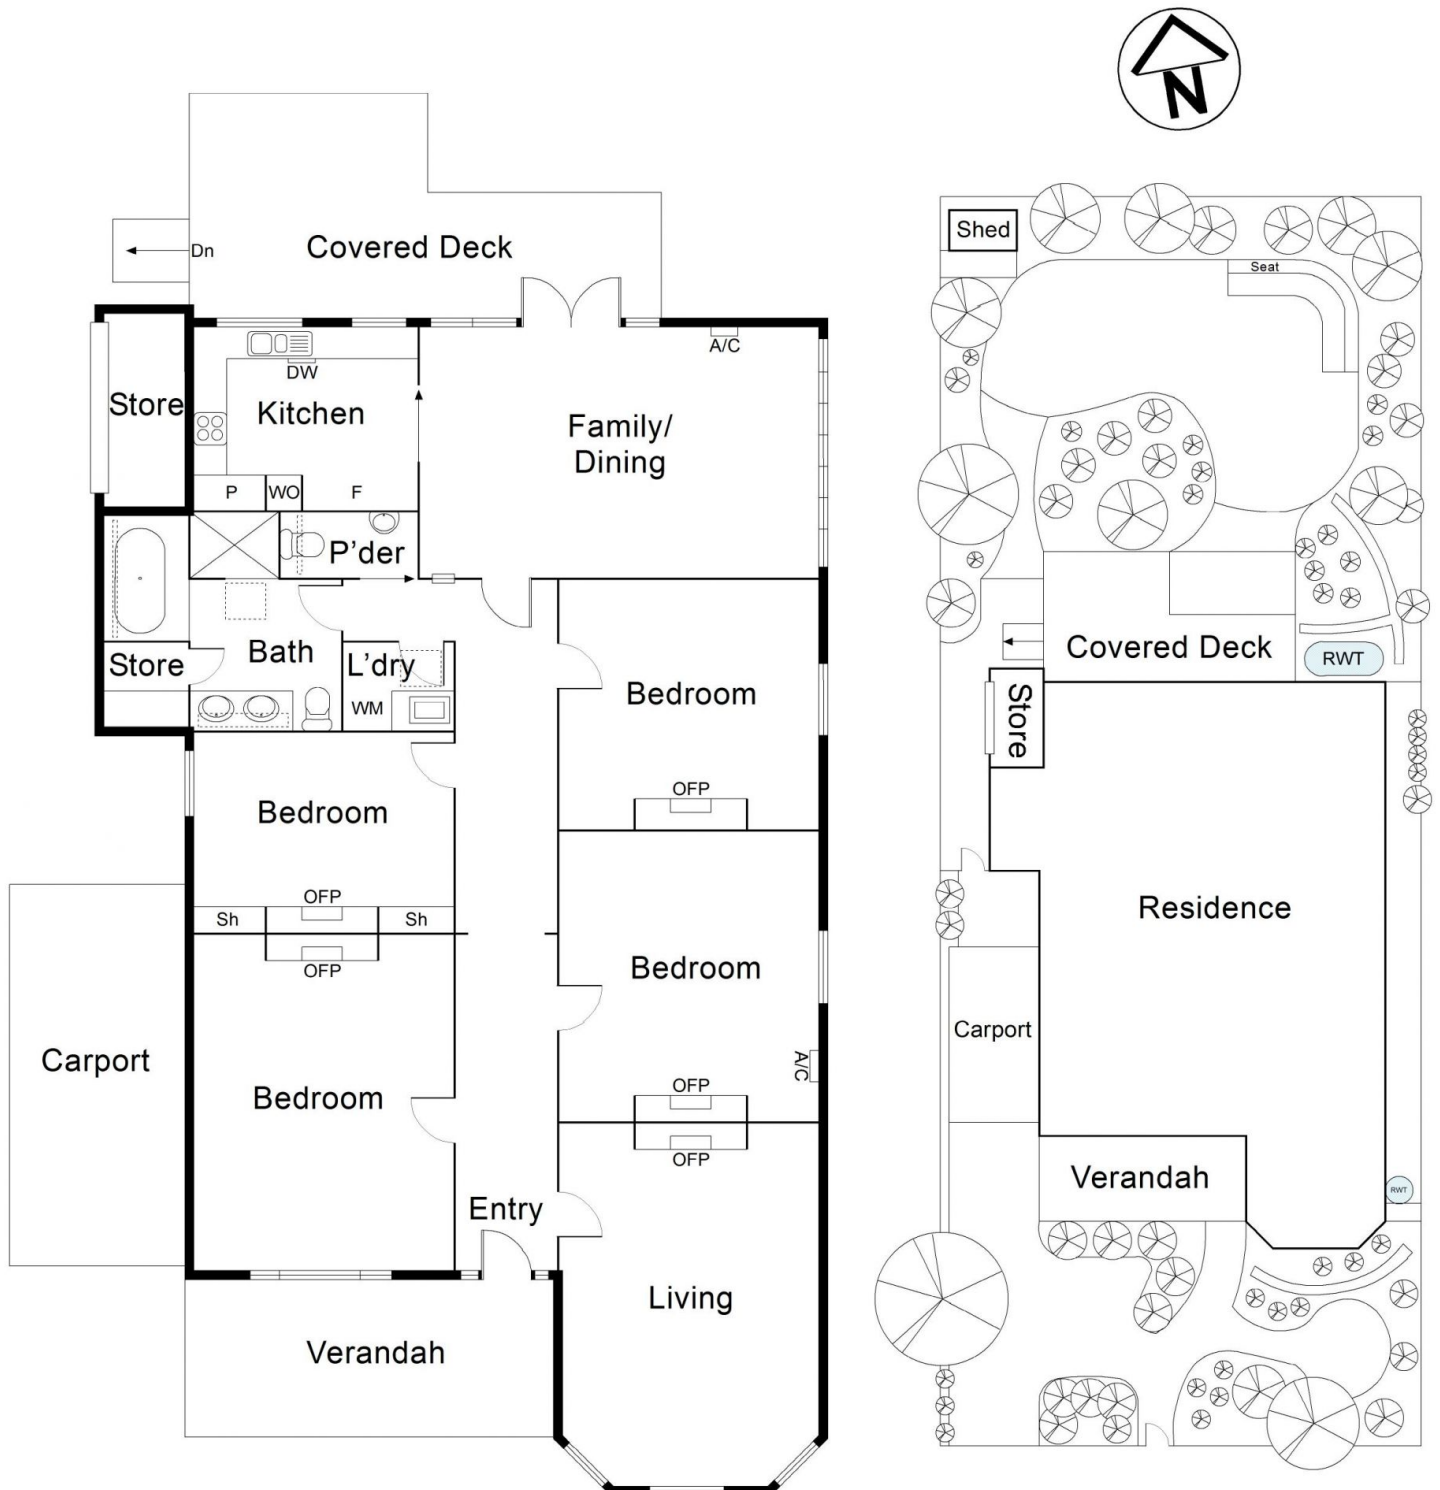 N
Covered Deck
Dn
Store
DW
Kitchen
P
WO
F
A/C
Family/
Dining
P'der
Bath
Store
L'dry
WM
Bedroom
OFP
Bedroom
OFP
Sh
Sh
OFP
Bedroom
Bedroom
A/C
OFP
OFP
Carport
Entry
Living
Verandah
Shed
Seat
Covered Deck
RWT
Store
Residence
Carport
Verandah
RWT